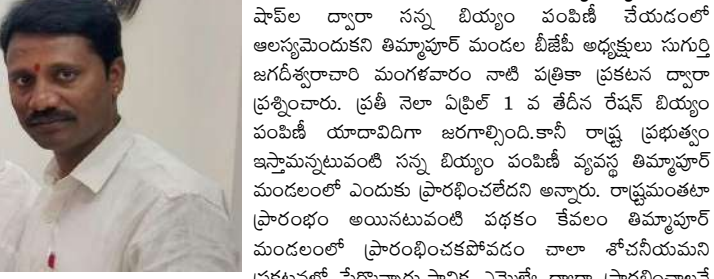 షాప్‌ల ద్వారా సన్న బియ్యం పంపిణీ చేయడంలో
ఆలస్యమెందుకని తిమ్మాపూర్ మండల బీజేపీ అధ్యక్షులు సుగుర్తి
జగదీశ్వరాచారి మంగళవారం నాటి పత్రికా ప్రకటన ద్వారా
ప్రశ్నించారు. ప్రతీ నెలా ఏప్రిల్ 1 వ తేదీన రేషన్ బియ్యం
పంపిణీ యాదావిదిగా జరగాల్సింది.కానీ రాష్ట్ర ప్రభుత్వం
ఇస్తామన్నటువంటి సన్న బియ్యం పంపిణీ వ్యవస్థ తిమ్మాపూర్
మండలంలో ఎందుకు ప్రారభించలేదని అన్నారు. రాష్ట్రమంతటా
ప్రారంభం అయినటువంటి పథకం కేవలం తిమ్మాపూర్
మండలంలో ప్రారంభించకపోవడం చాలా శోచనీయమని